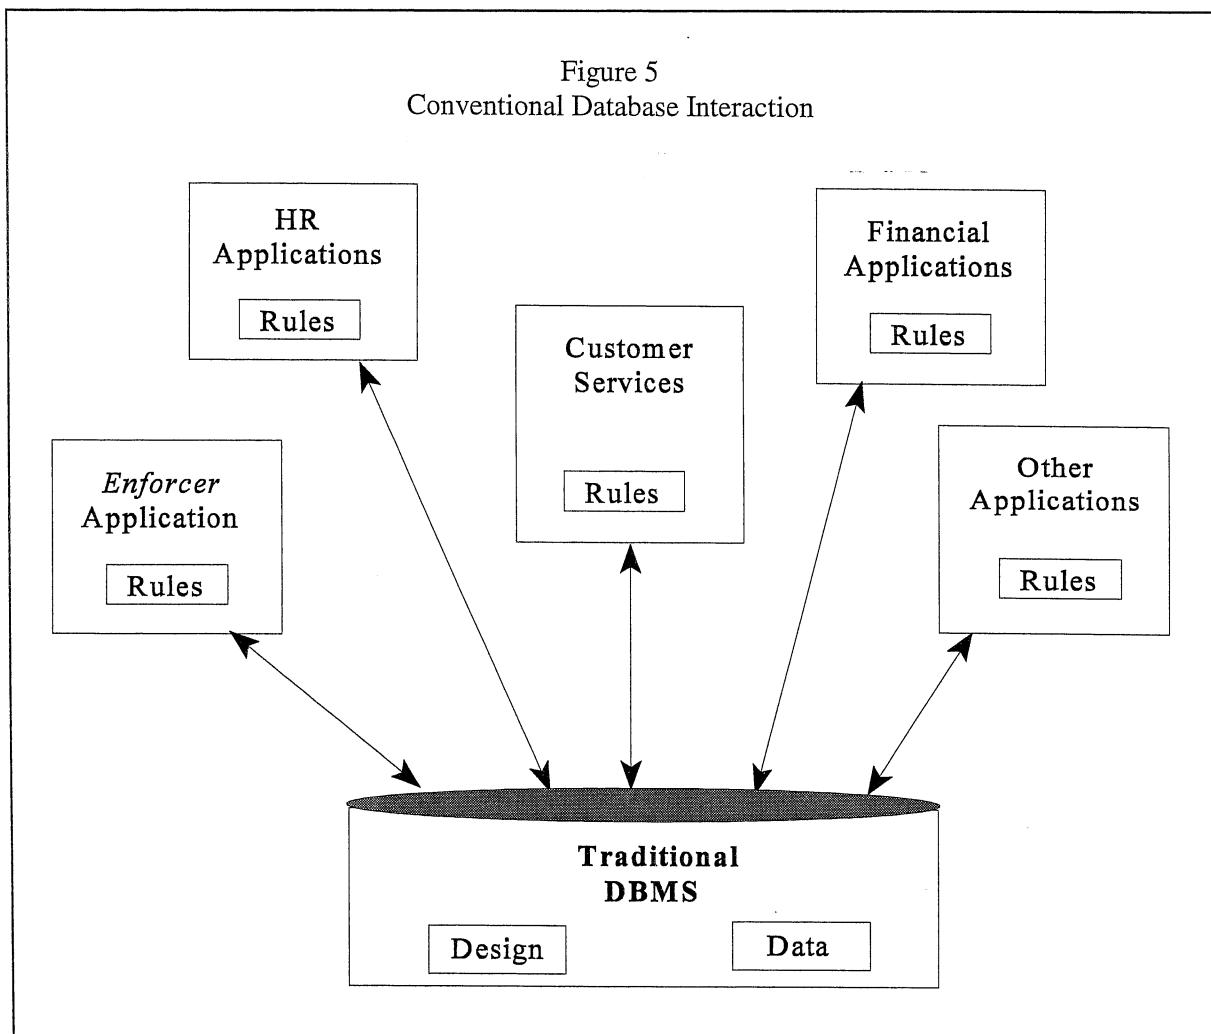 Figure 5
Conventional Database Interaction
HR
Applications
Rules
Financial
Applications
Rules
Customer
Services
Rules
Enforcer
Application
Rules
Other
Applications
Rules
Traditional
DBMS
Design
Data